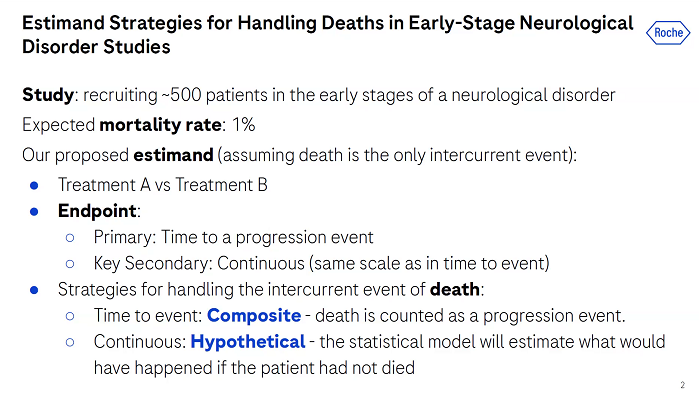 Estimand Strategies for Handling Deaths in Early-Stage Neurological
Disorder Studies
Roche
Study: recruiting ~500 patients in the early stages of a neurological disorder
Expected mortality rate: 1%
Our proposed estimand (assuming death is the only intercurrent event):
● Treatment A vs Treatment B
● Endpoint:
○ Primary: Time to a progression event
○ Key Secondary: Continuous (same scale as in time to event)
● Strategies for handling the intercurrent event of death:
○ Time to event: Composite - death is counted as a progression event.
○ Continuous: Hypothetical - the statistical model will estimate what would
have happened if the patient had not died
2